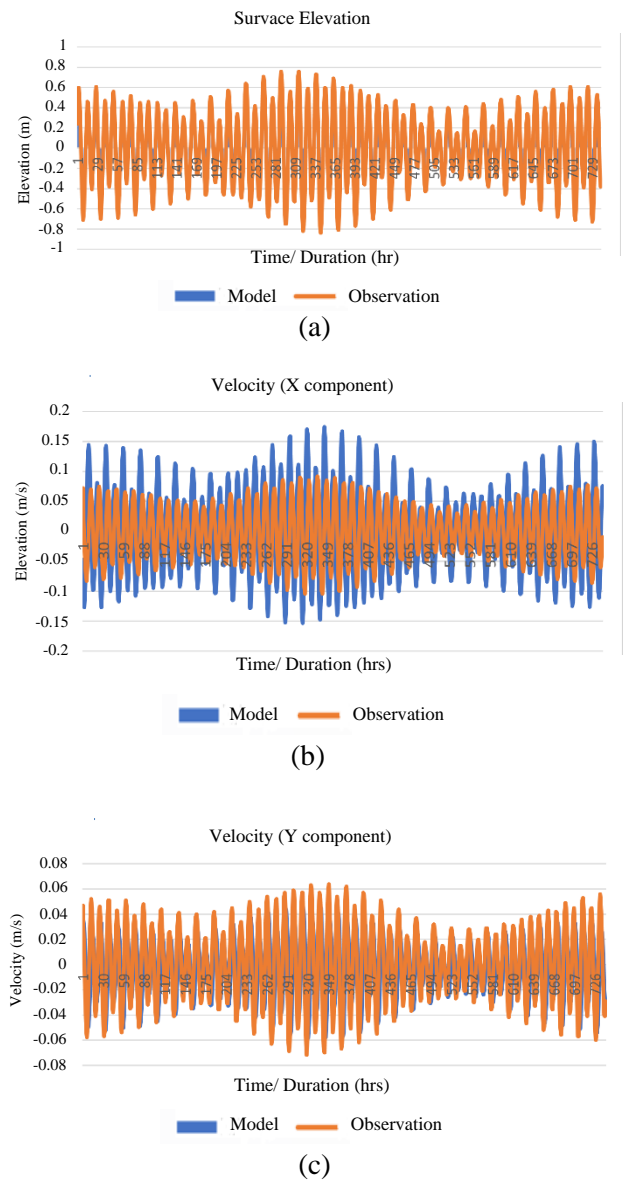 Survace Elevation
1
0.8
0.6
0.4
0.2
0
-0.2
-0.4
-0.6
-0.8
-1
Elevation (m)
1 29 57 85 113 141 169 197 225 253 281 309 337 365 393 421 449 477 505 533 561 589 617 645 673 701 729
Time/ Duration (hr)
Model Observation
(a)
Velocity (X component)
0.2
0.15
0.1
0.05
0
-0.05
-0.1
-0.15
-0.2
Elevation (m/s)
1 30 59 88 117 146 175 204 233 262 291 320 349 378 407 436 465 494 523 552 581 610 639 668 697 726
Time/ Duration (hrs)
Model Observation
(b)
Velocity (Y component)
0.08
0.06
0.04
0.02
0
-0.02
-0.04
-0.06
-0.08
Velocity (m/s)
1 30 59 88 117 146 175 204 233 262 291 320 349 378 407 436 465 494 523 552 581 610 639 668 697 726
Time/ Duration (hrs)
Model Observation
(c)